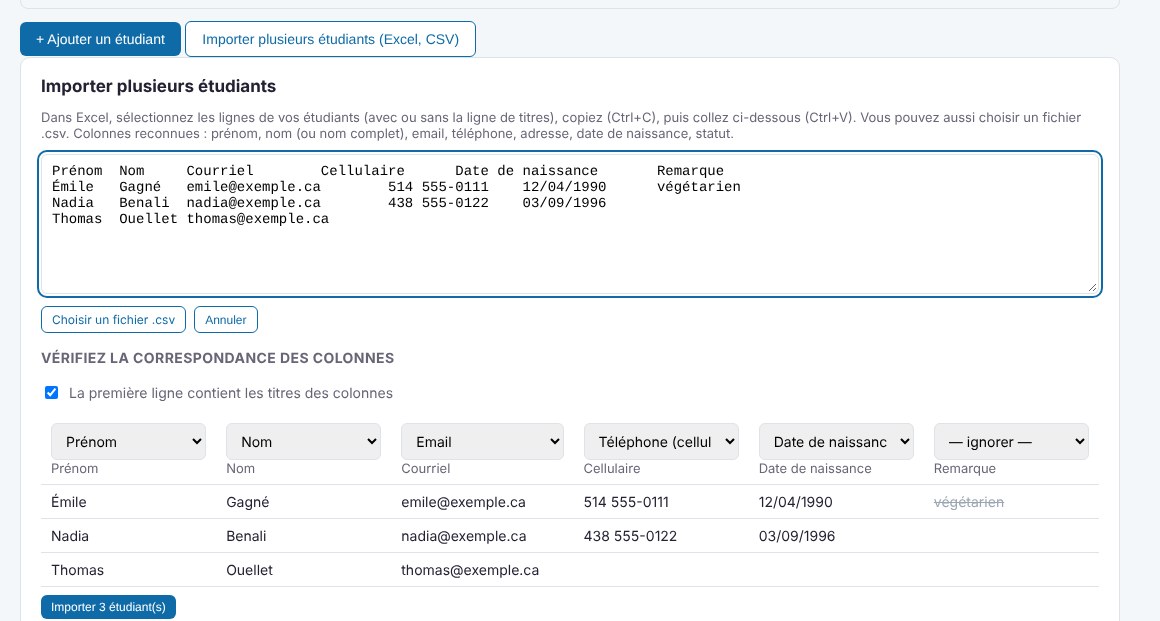 + Ajouter un étudiant
Importer plusieurs étudiants (Excel, CSV)
Importer plusieurs étudiants
Dans Excel, sélectionnez les lignes de vos étudiants (avec ou sans la ligne de titres), copiez (Ctrl+C), puis collez ci-dessous (Ctrl+V). Vous pouvez aussi choisir un fichier
.csv. Colonnes reconnues : prénom, nom (ou nom complet), email, téléphone, adresse, date de naissance, statut.
Prénom Nom Courriel Cellulaire Date de naissance Remarque
Émile Gagné emile@exemple.ca 514 555-0111 12/04/1990 végétarien
Nadia Benali nadia@exemple.ca 438 555-0122 03/09/1996
Thomas Ouellet thomas@exemple.ca
Choisir un fichier .csv Annuler
VÉRIFIEZ LA CORRESPONDANCE DES COLONNES
La première ligne contient les titres des colonnes
Prénom Nom Email Téléphone (cellul Date de naissanc — ignorer —
Prénom Nom Courriel Cellulaire Date de naissance Remarque
Émile Gagné emile@exemple.ca 514 555-0111 12/04/1990 végétarien
Nadia Benali nadia@exemple.ca 438 555-0122 03/09/1996
Thomas Ouellet thomas@exemple.ca
Importer 3 étudiant(s)